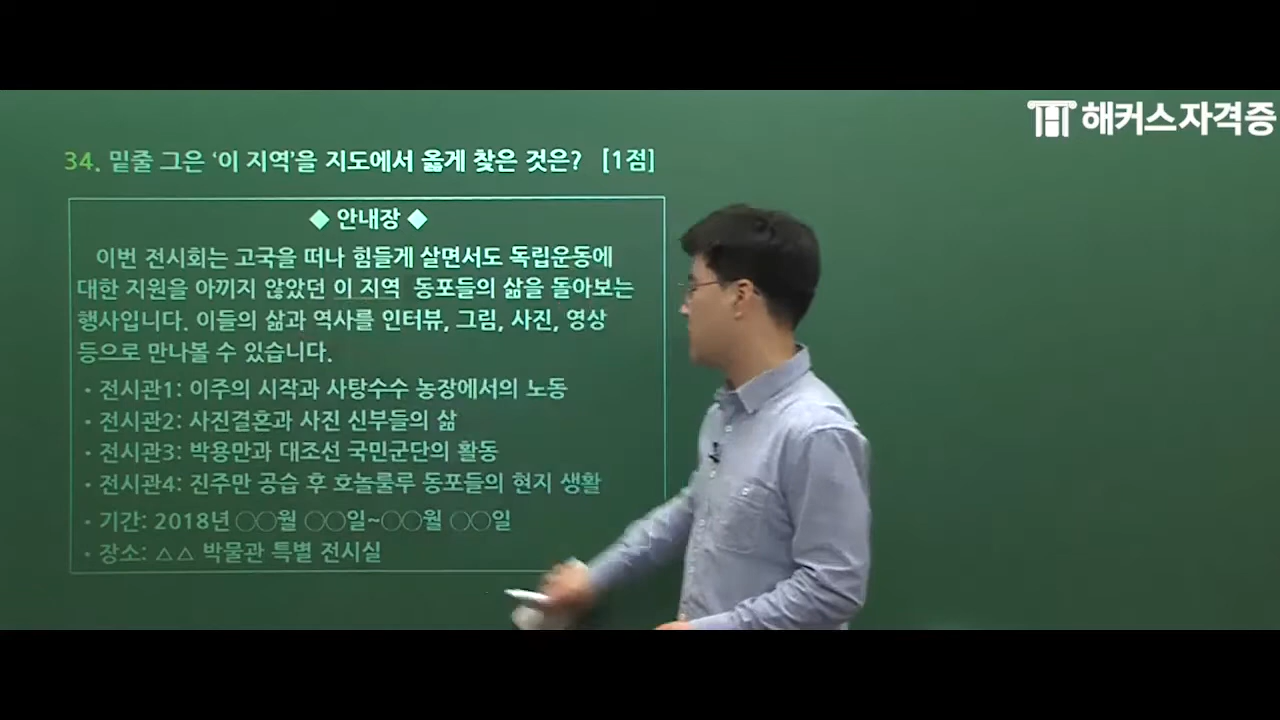 해커스자격증
34. 밑줄 그은 '이 지역'을 지도에서 옳게 찾은 것은? [1점]
◆ 안내장 ◆
이번 전시회는 고국을 떠나 힘들게 살면서도 독립운동에
대한 지원을 아끼지 않았던 이 지역 동포들의 삶을 돌아보는
행사입니다. 이들의 삶과 역사를 인터뷰, 그림, 사진, 영상
등으로 만나볼 수 있습니다.
• 전시관1: 이주의 시작과 사탕수수 농장에서의 노동
• 전시관2: 사진결혼과 사진 신부들의 삶
• 전시관3: 박용만과 대조선 국민군단의 활동
• 전시관4: 진주만 공습 후 호놀룰루 동포들의 현지 생활
• 기간: 2018년 ○○월 ○○일~○○월 ○○일
• 장소: △△ 박물관 특별 전시실